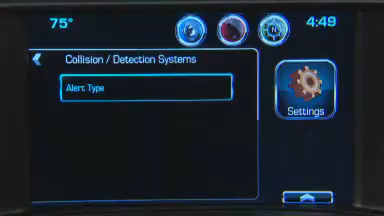 75°
4:49
Collision / Detection Systems
Alert Type
Settings
N